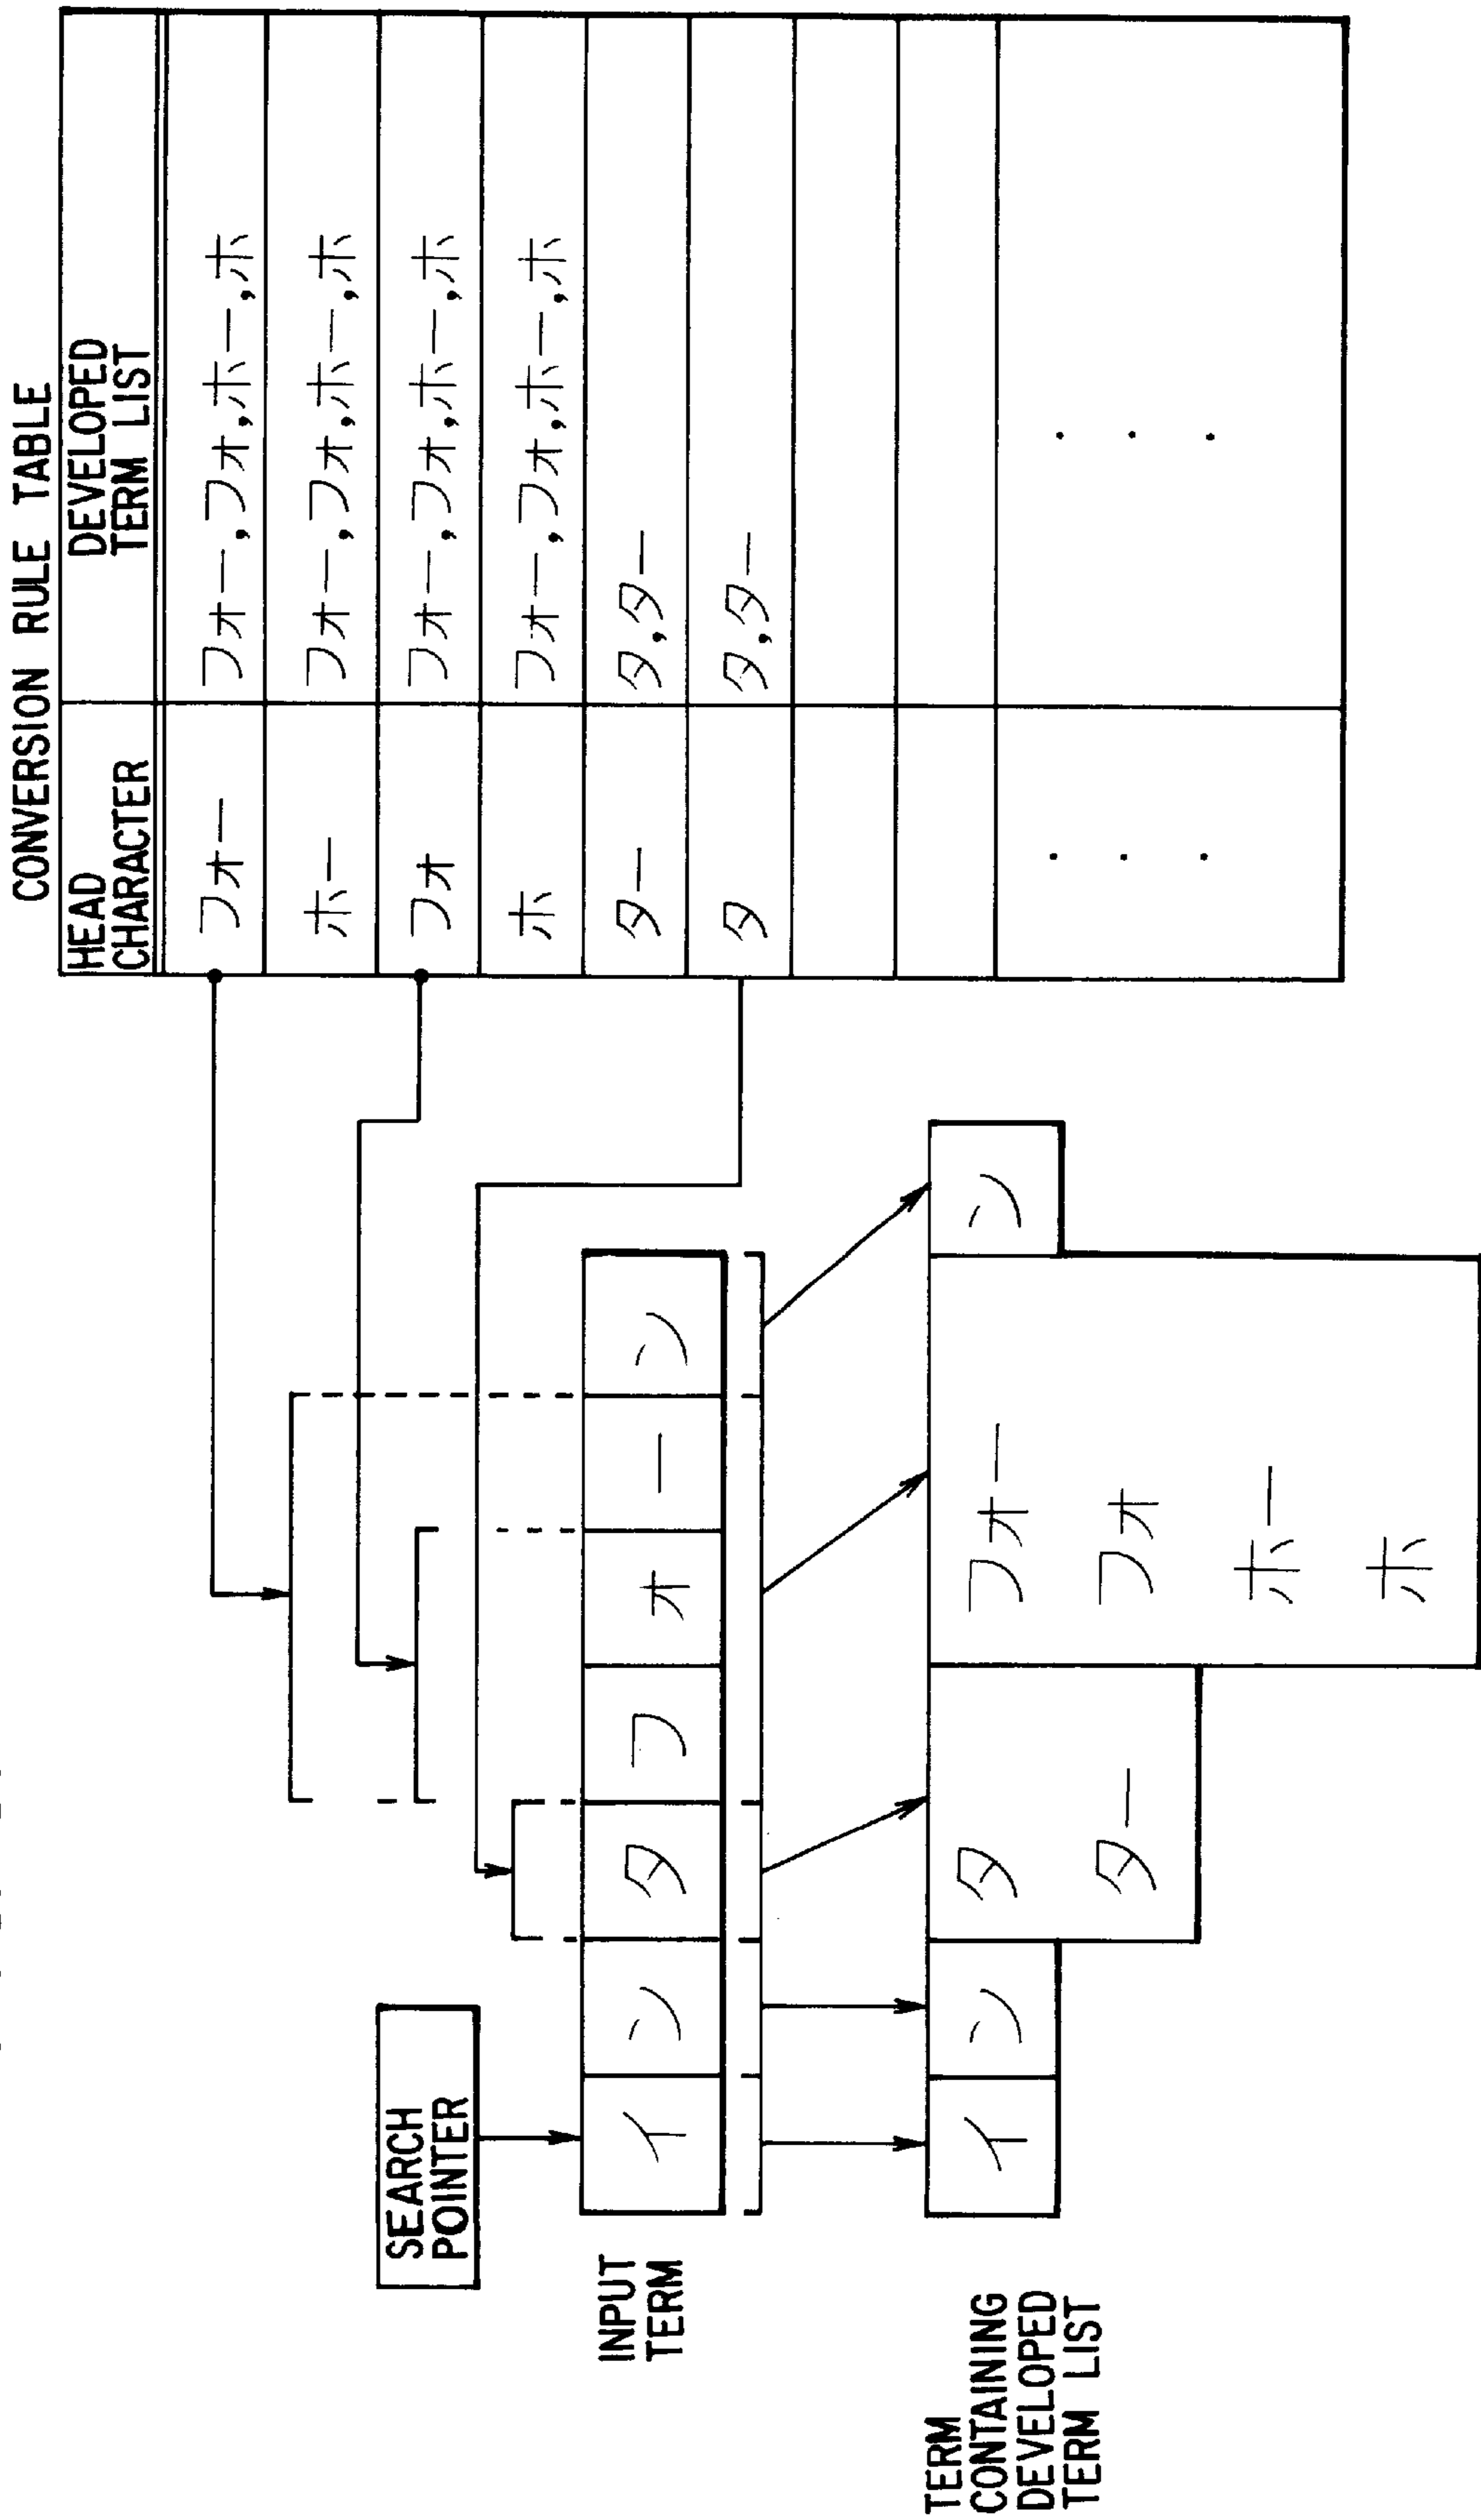 CONVERSION RULE TABLE
HEAD
CHARACTER
DEVELOPED
TERM LIST
フォー
フォー,フォ,ホー,ホ
ホー
フォー,フォ,ホー,ホ
フォ
フォー,フォ,ホー,ホ
ホ
フォー,フォ,ホー,ホ
ター
タ,ター
タ
タ,ター
SEARCH
POINTER
INPUT
TERM
インタフォーン
TERM
CONTAINING
DEVELOPED
TERM LIST
イ ン タ フォー ン
ター フォ
ホー
ホ